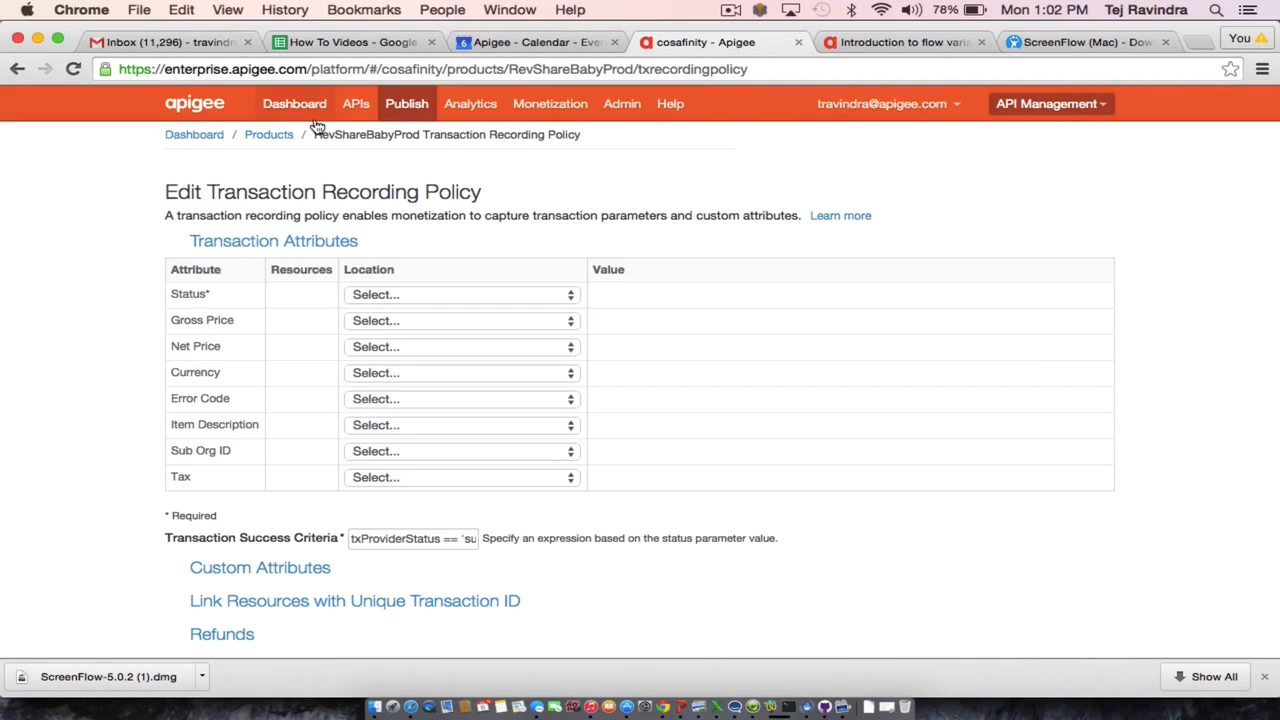 Chrome File Edit View History Bookmarks People Window Help 78% Mon 1:02 PM Tej Ravindra
Inbox (11,296) - travindr How To Videos - Google 6 Apigee - Calendar - Even cosafinity - Apigee Introduction to flow varia ScreenFlow (Mac) - Dow You
https://enterprise.apigee.com/platform/#/cosafinity/products/RevShareBabyProd/txrecordingpolicy
apigee Dashboard APIs Publish Analytics Monetization Admin Help travindra@apigee.com API Management
Dashboard / Products / RevShareBabyProd Transaction Recording Policy
Edit Transaction Recording Policy
A transaction recording policy enables monetization to capture transaction parameters and custom attributes. Learn more
Transaction Attributes
Attribute Resources Location Value
Status* Select...
Gross Price Select...
Net Price Select...
Currency Select...
Error Code Select...
Item Description Select...
Sub Org ID Select...
Tax Select...
* Required
Transaction Success Criteria * txProviderStatus == 'su Specify an expression based on the status parameter value.
Custom Attributes
Link Resources with Unique Transaction ID
Refunds
ScreenFlow-5.0.2 (1).dmg Show All